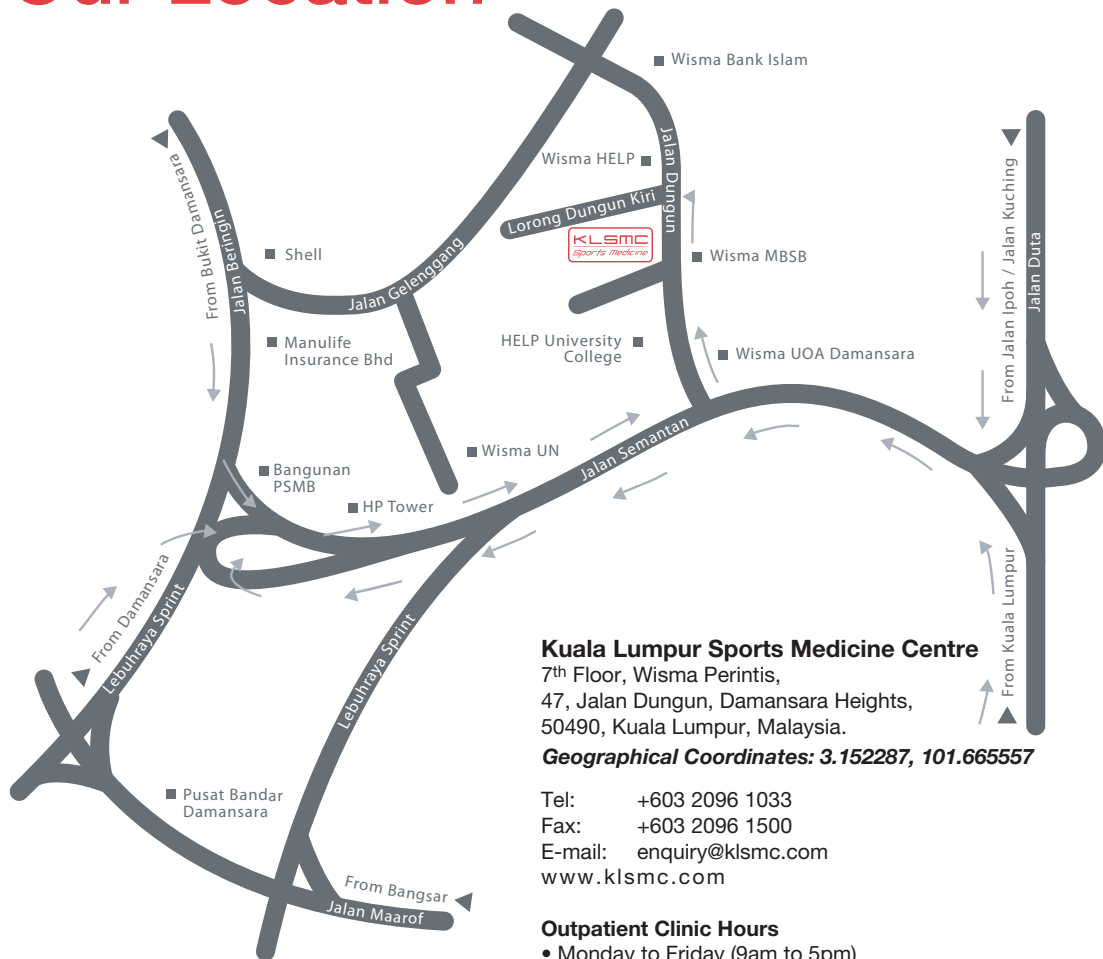 Our Location
Wisma Bank Islam
Jalan Dungun
Wisma HELP
Lorong Dungun Kiri
KLSMC
Sports Medicine
Wisma MBSB
From Bukit Damansara
Jalan Beringin
Shell
Jalan Gelenggang
Manulife
Insurance Bhd
HELP University
College
Wisma UOA Damansara
From Jalan Ipoh / Jalan Kuching
Jalan Duta
Wisma UN
Jalan Semantan
Bangunan
PSMB
HP Tower
From Damansara
Lebuhraya Sprint
Lebuhraya Sprint
From Kuala Lumpur
Pusat Bandar
Damansara
From Bangsar
Jalan Maarof
Kuala Lumpur Sports Medicine Centre
7th Floor, Wisma Perintis,
47, Jalan Dungun, Damansara Heights,
50490, Kuala Lumpur, Malaysia.
Geographical Coordinates: 3.152287, 101.665557
Tel: +603 2096 1033
Fax: +603 2096 1500
E-mail: enquiry@klsmc.com
www.klsmc.com
Outpatient Clinic Hours
• Monday to Friday (9am to 5pm)